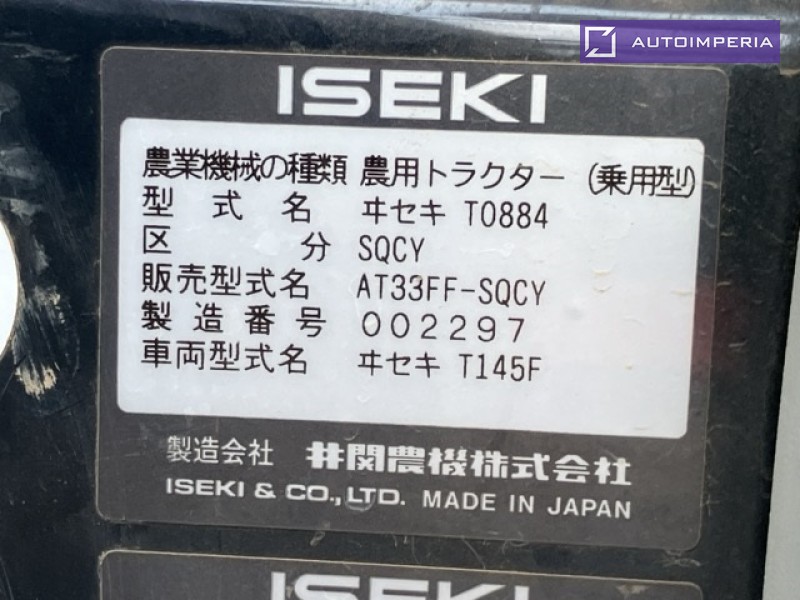 AUTOIMPERIA
ISEKI
農業機械の種類 農用トラクター (乗用型)
型式名 ヰセキ T0884
区分 SQCY
販売型式名 AT33FF-SQCY
製造番号 002297
車両型式名 ヰセキ T145F
製造会社 井関農機株式会社
ISEKI & CO., LTD. MADE IN JAPAN
ISEKI